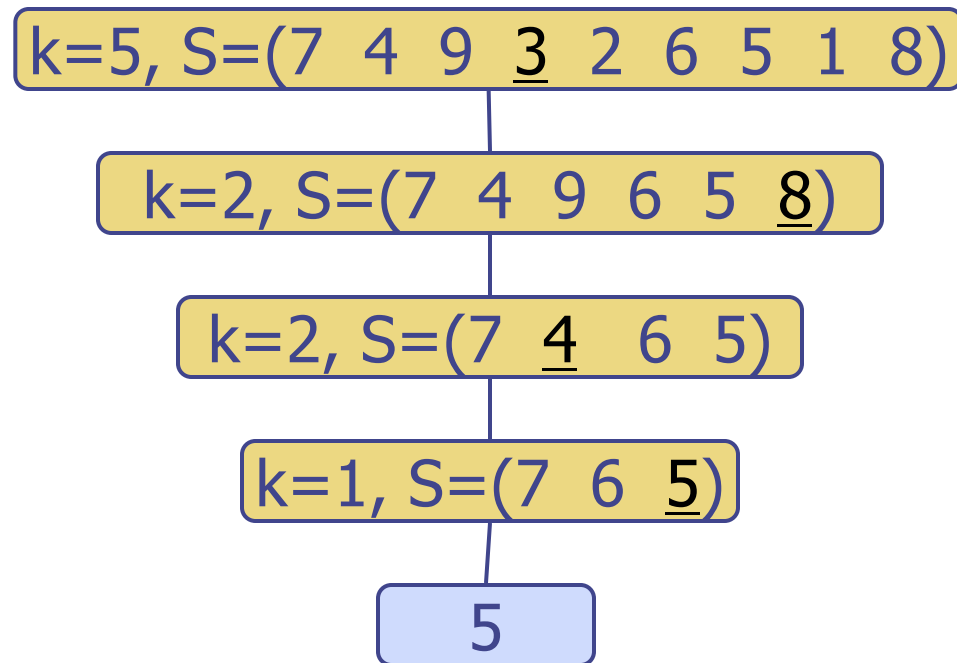 k=5, S=(7 4 9 3 2 6 5 1 8)
k=2, S=(7 4 9 6 5 8)
k=2, S=(7 4 6 5)
k=1, S=(7 6 5)
5